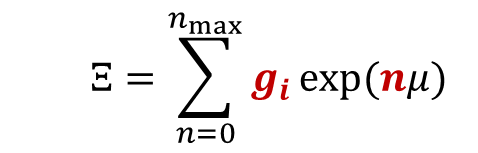 Ξ = ∑_{n=0}^{n_max} g_i exp(nμ)